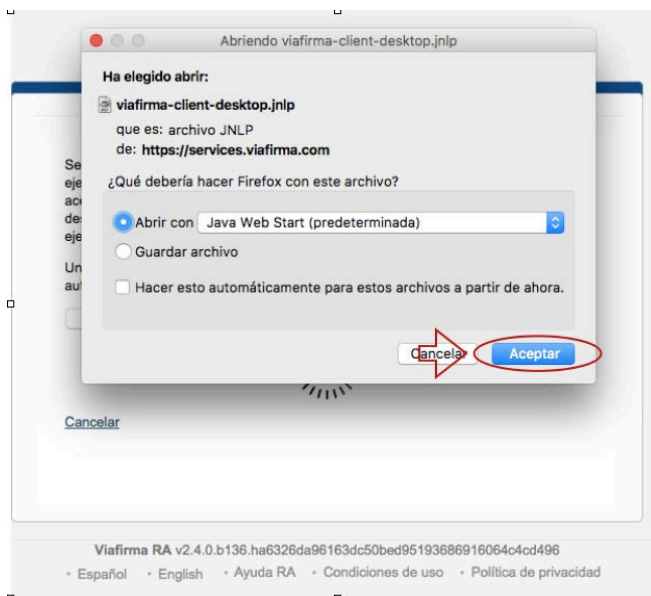 Abriendo viafirma-client-desktop.jnlp
Ha elegido abrir:
viafirma-client-desktop.jnlp
que es: archivo JNLP
de: https://services.viafirma.com
¿Qué debería hacer Firefox con este archivo?
Abrir con Java Web Start (predeterminada)
Guardar archivo
Hacer esto automáticamente para estos archivos a partir de ahora.
Cancelar Aceptar
Cancelar
Viafirma RA v2.4.0.b136.ha6326da96163dc50bed95193686916064c4cd496
• Español • English • Ayuda RA • Condiciones de uso • Política de privacidad